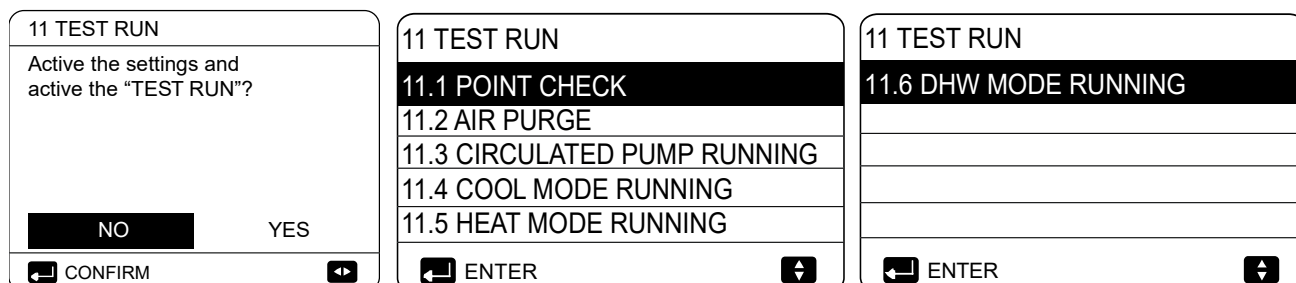 11 TEST RUN
Active the settings and
active the “TEST RUN”?
NO YES
CONFIRM
11 TEST RUN
11.1 POINT CHECK
11.2 AIR PURGE
11.3 CIRCULATED PUMP RUNNING
11.4 COOL MODE RUNNING
11.5 HEAT MODE RUNNING
ENTER
11 TEST RUN
11.6 DHW MODE RUNNING
ENTER